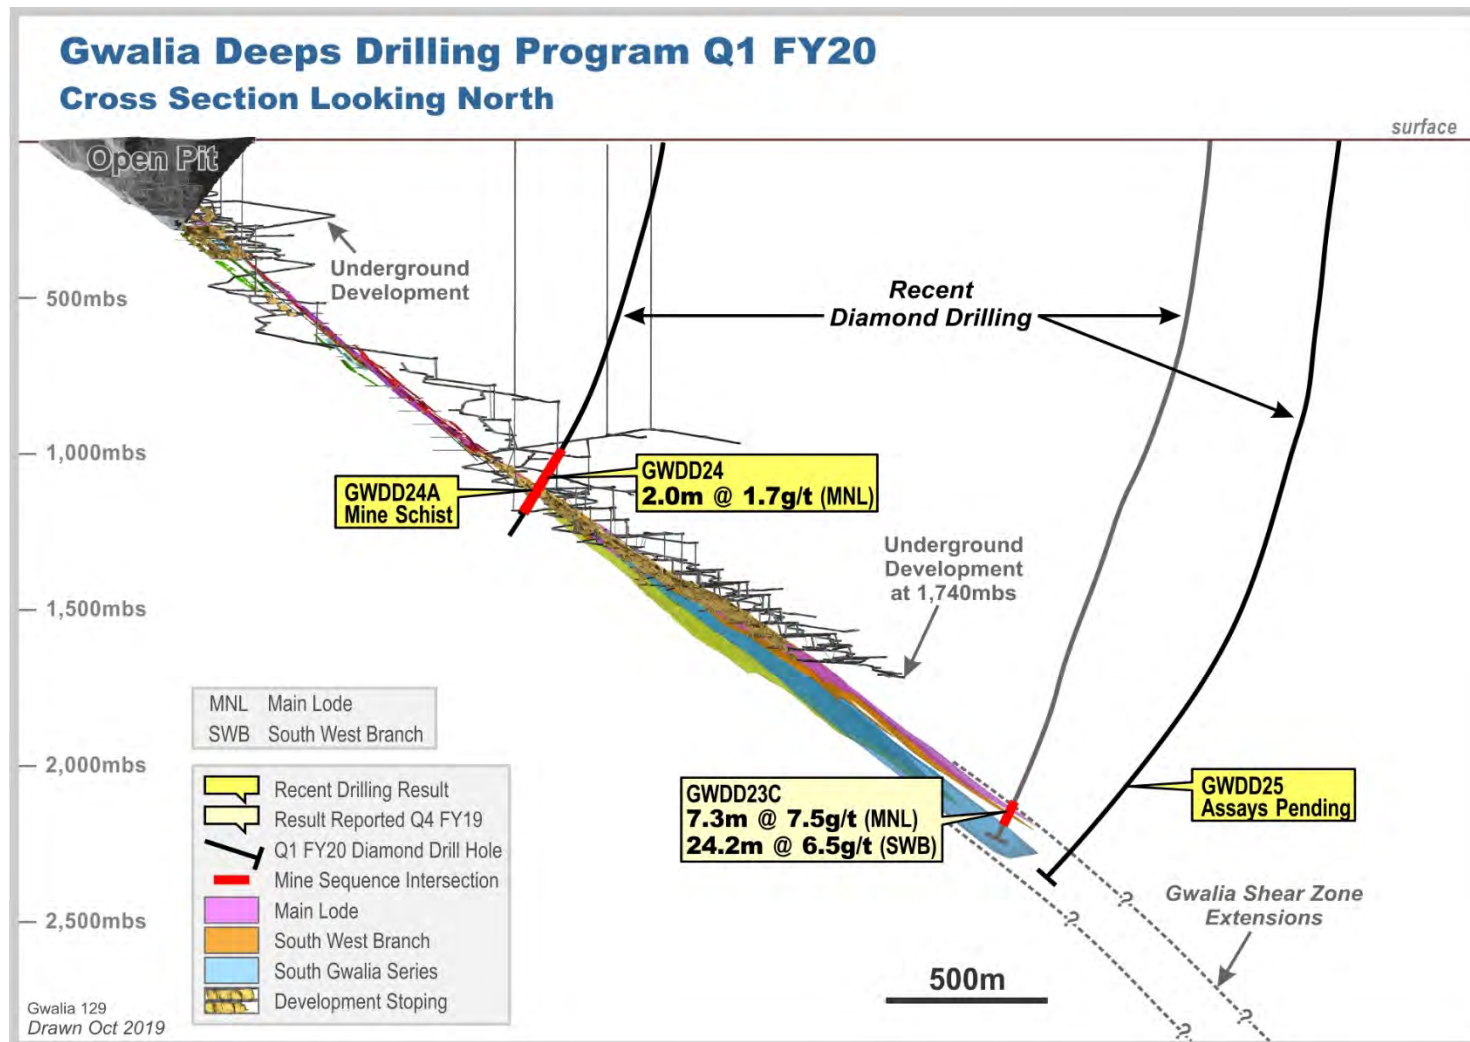 Gwalia Deeps Drilling Program Q1 FY20
Cross Section Looking North
surface
Open Pit
Underground
Development
500mbs
Recent
Diamond Drilling
1,000mbs
GWDD24
2.0m @ 1.7g/t (MNL)
GWDD24A
Mine Schist
Underground
Development
at 1,740mbs
1,500mbs
MNL Main Lode
SWB South West Branch
2,000mbs
GWDD23C
7.3m @ 7.5g/t (MNL)
24.2m @ 6.5g/t (SWB)
GWDD25
Assays Pending
Recent Drilling Result
Result Reported Q4 FY19
Q1 FY20 Diamond Drill Hole
Mine Sequence Intersection
Main Lode
South West Branch
South Gwalia Series
Development Stoping
2,500mbs
Gwalia Shear Zone
Extensions
?
?
?
?
500m
Gwalia 129
Drawn Oct 2019